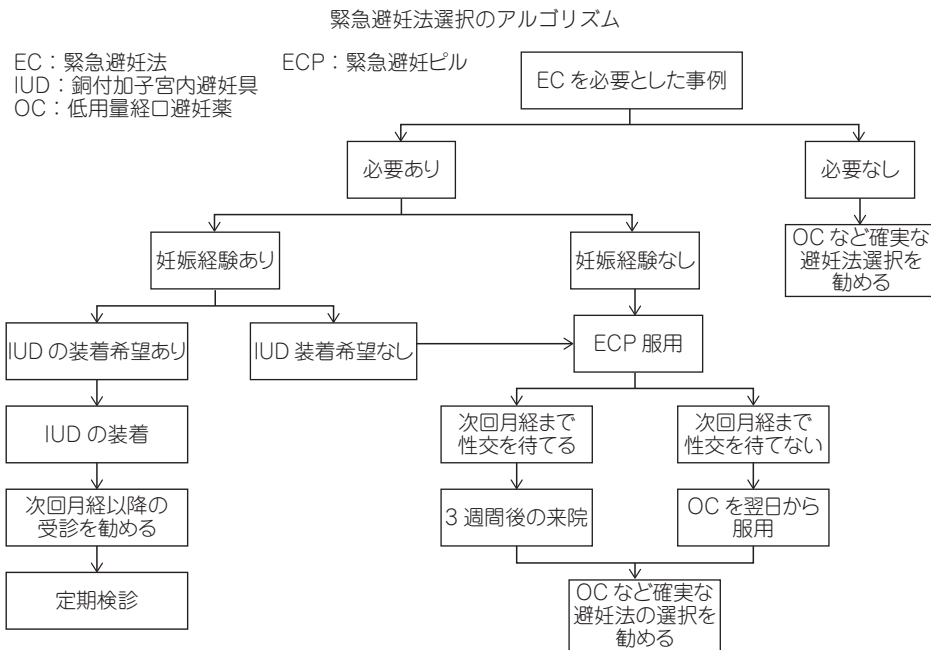 緊急避妊法選択のアルゴリズム
EC：緊急避妊法
ECP：緊急避妊ピル
IUD：銅付加子宮内避妊具
OC：低用量経口避妊薬
EC を必要とした事例
必要あり
必要なし
OC など確実な
避妊法選択を
勧める
妊娠経験あり
妊娠経験なし
IUD の装着希望あり
IUD 装着希望なし
ECP 服用
IUD の装着
次回月経まで
性交を待てる
次回月経まで
性交を待てない
次回月経以降の
受診を勧める
3 週間後の来院
OC を翌日から
服用
定期検診
OC など確実な
避妊法の選択を
勧める